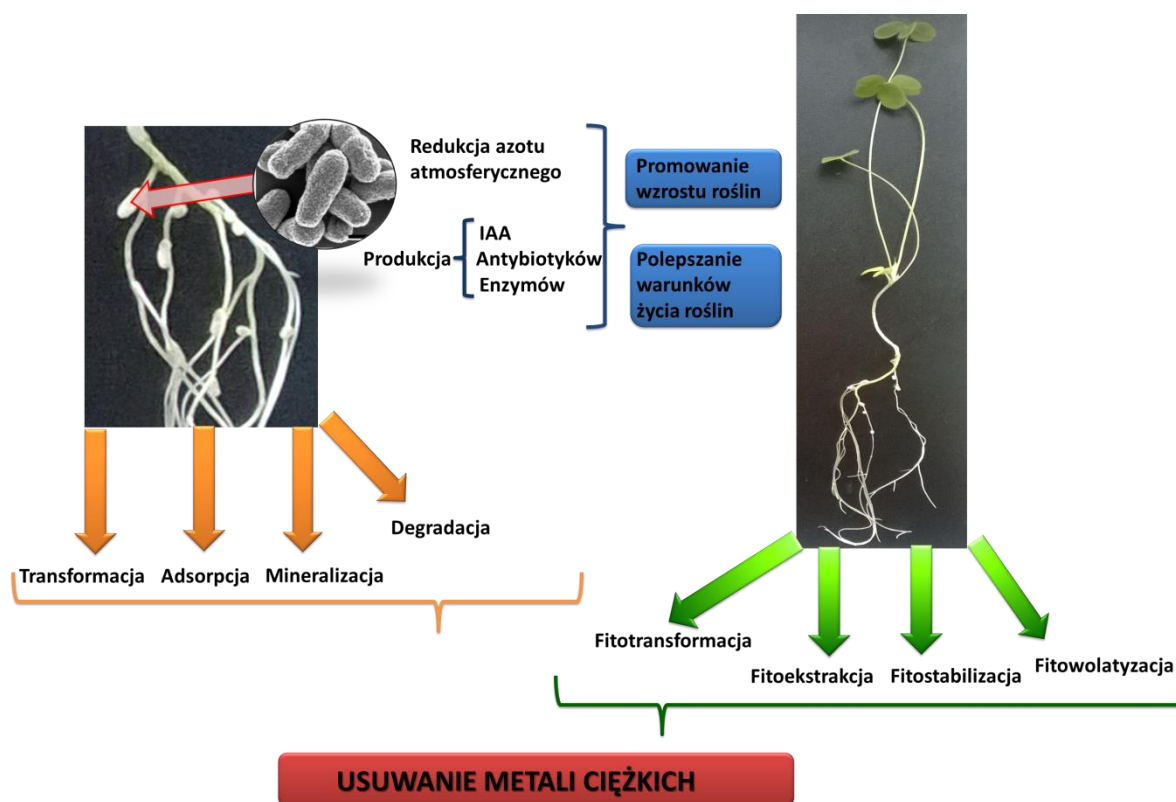 Redukcja azotu
atmosferycznego
Produkcja
IAA
Antybiotyków
Enzymów
Promowanie
wzrostu roślin
Polepszanie
warunków
życia roślin
Degradacja
Transformacja
Adsorpcja
Mineralizacja
Fitotransformacja
Fitoekstrakcja
Fitostabilizacja
Fitowolatyzacja
USUWANIE METALI CIĘŻKICH